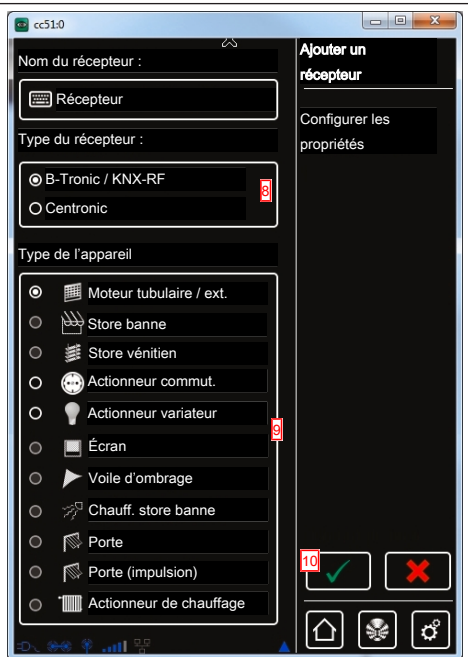 cc51:0
Nom du récepteur :
Récepteur
Type du récepteur :
B-Tronic / KNX-RF
8
Centronic
Type de l'appareil
Moteur tubulaire / ext.
Store banne
Store vénitien
Actionneur commut.
Actionneur variateur
9
Écran
Voile d'ombrage
Chauff. store banne
Porte
Porte (impulsion)
Actionneur de chauffage
Ajouter un
récepteur
Configurer les
propriétés
10